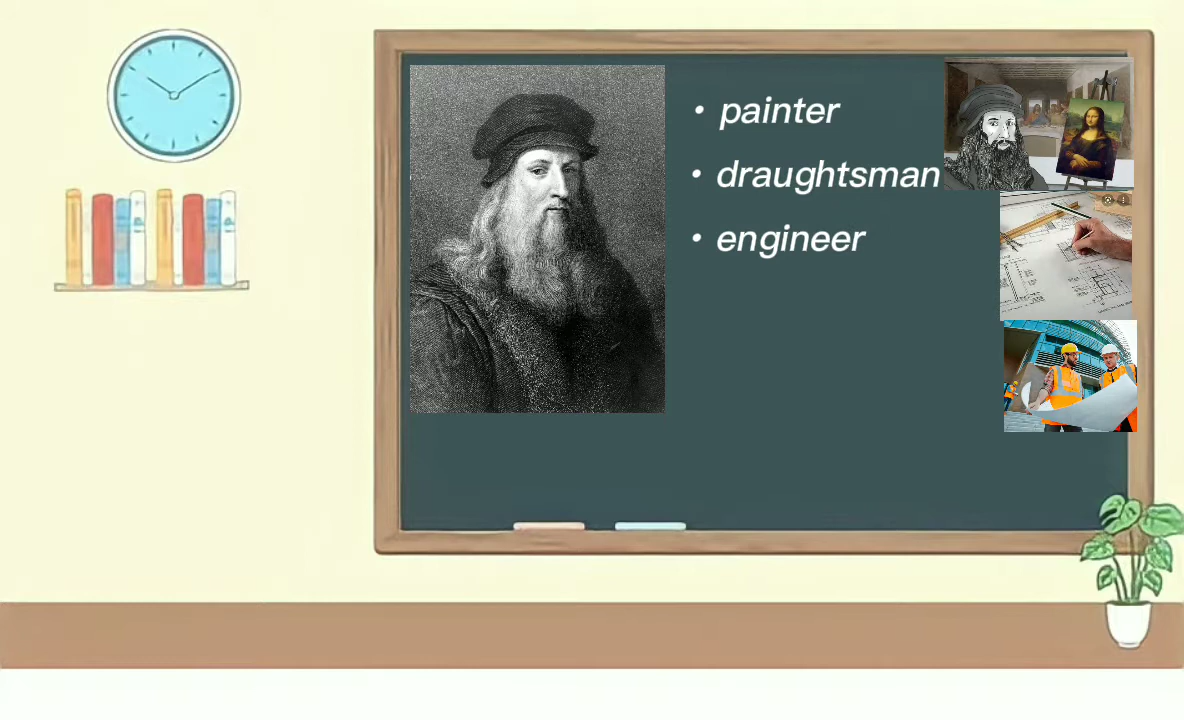 • painter
• draughtsman
• engineer